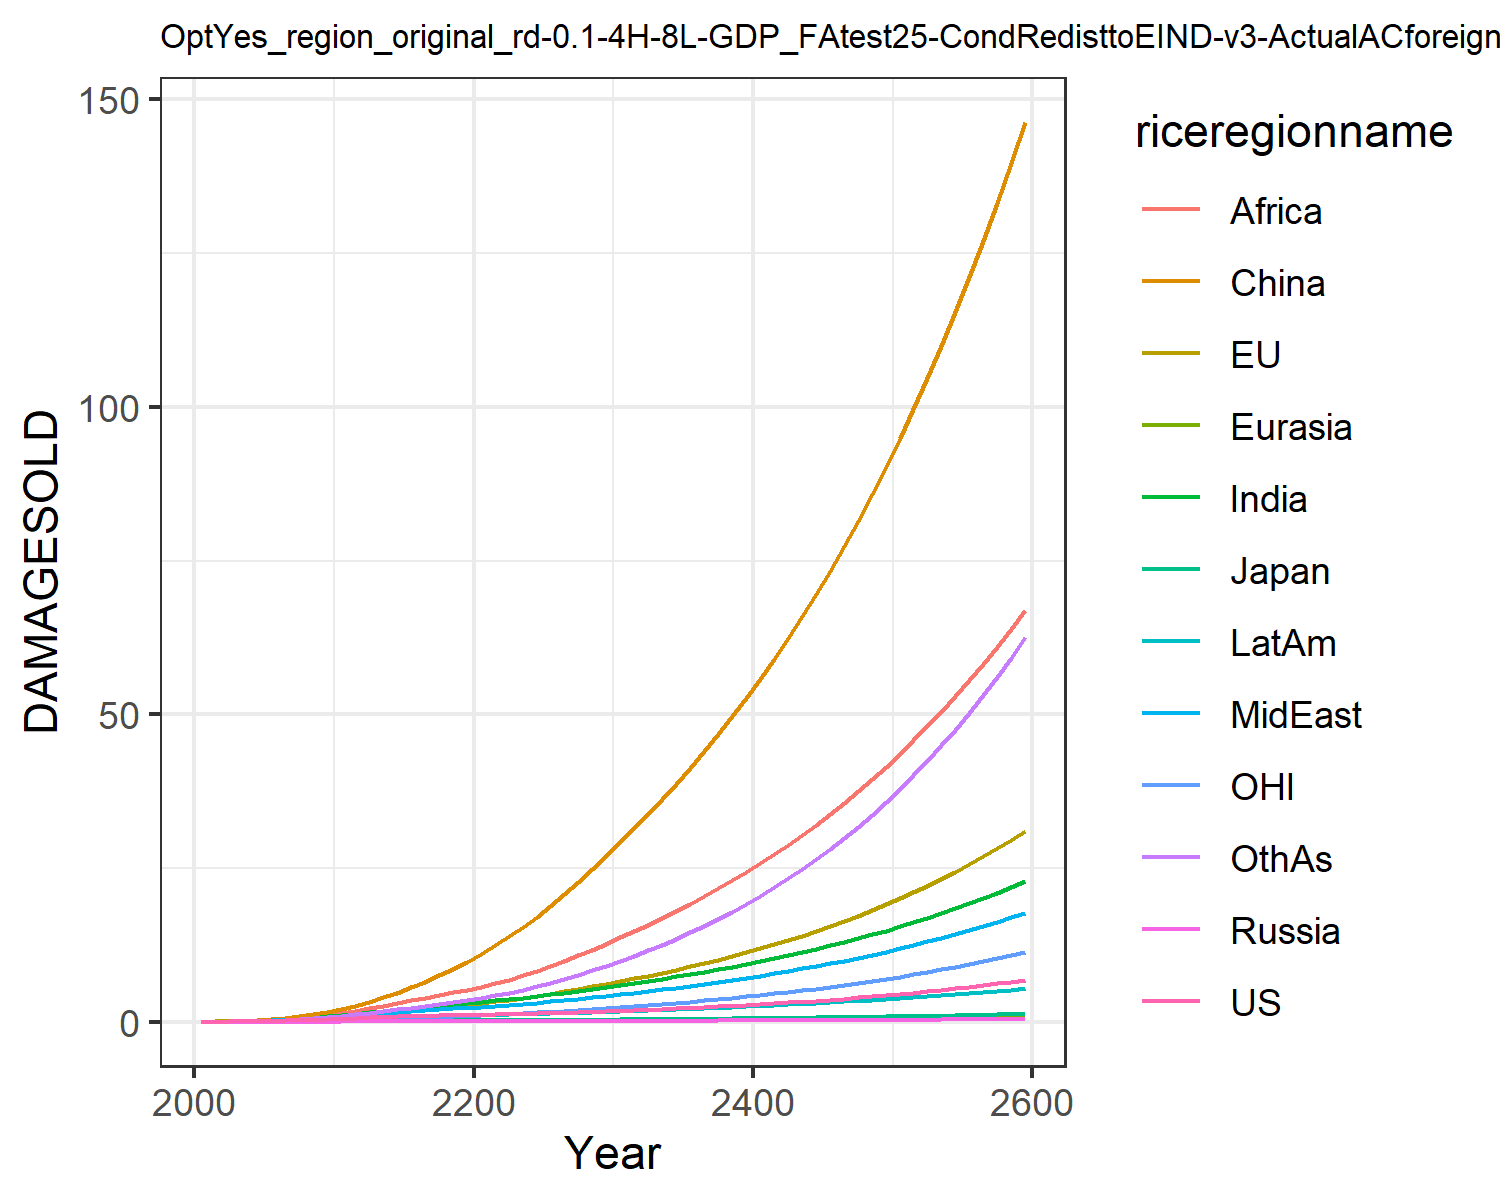 OptYes_region_original_rd-0.1-4H-8L-GDP_FAtest25-CondRedisttoEIND-v3-ActualACforeign
150
100
50
0
DAMAGESOLD
2000 2200 2400 2600
Year
riceregionname
Africa
China
EU
Eurasia
India
Japan
LatAm
MidEast
OHI
OthAs
Russia
US